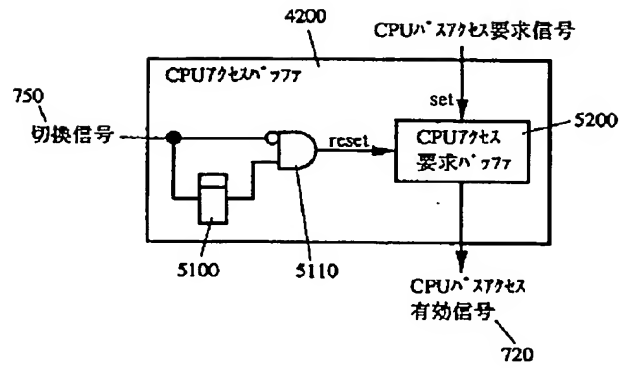 4200
CPUバスアクセス要求信号
CPUアクセスバッファ
750
切換信号
set
5200
CPUアクセス
要求バッファ
reset
5100
5110
CPUバスアクセス
有効信号
720